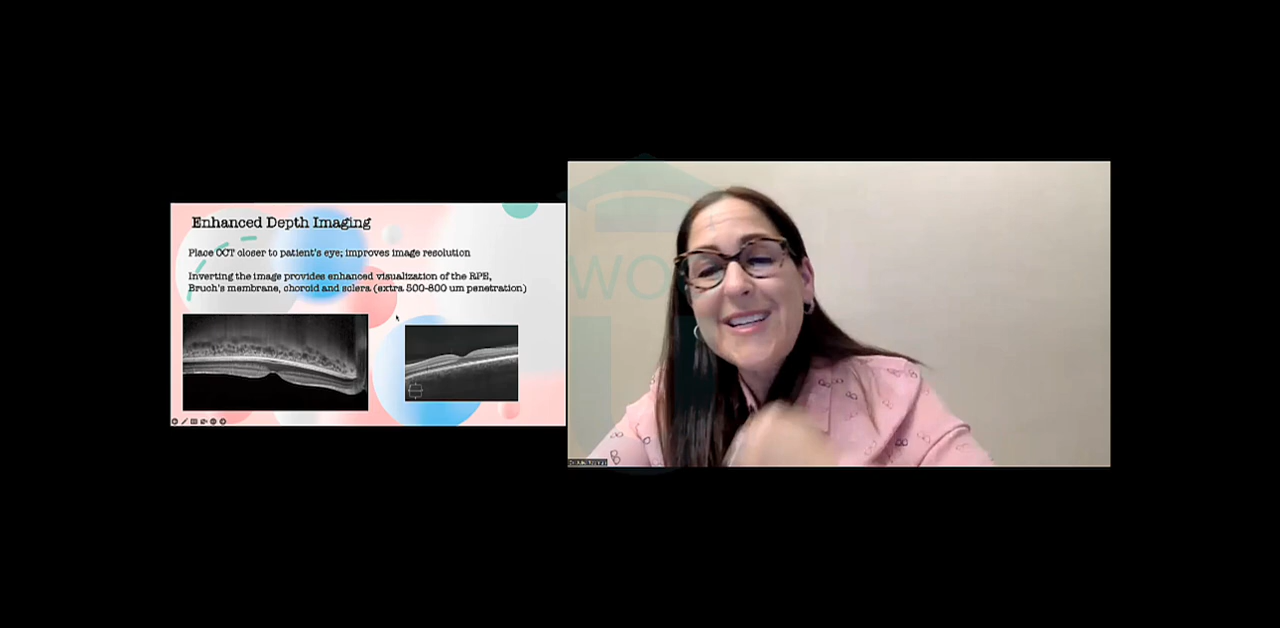 Enhanced Depth Imaging
Place OCT closer to patient's eye; improves image resolution
Inverting the image provides enhanced visualization of the RPE,
Bruch's membrane, choroid and sclera (extra 500-800 um penetration)
WO